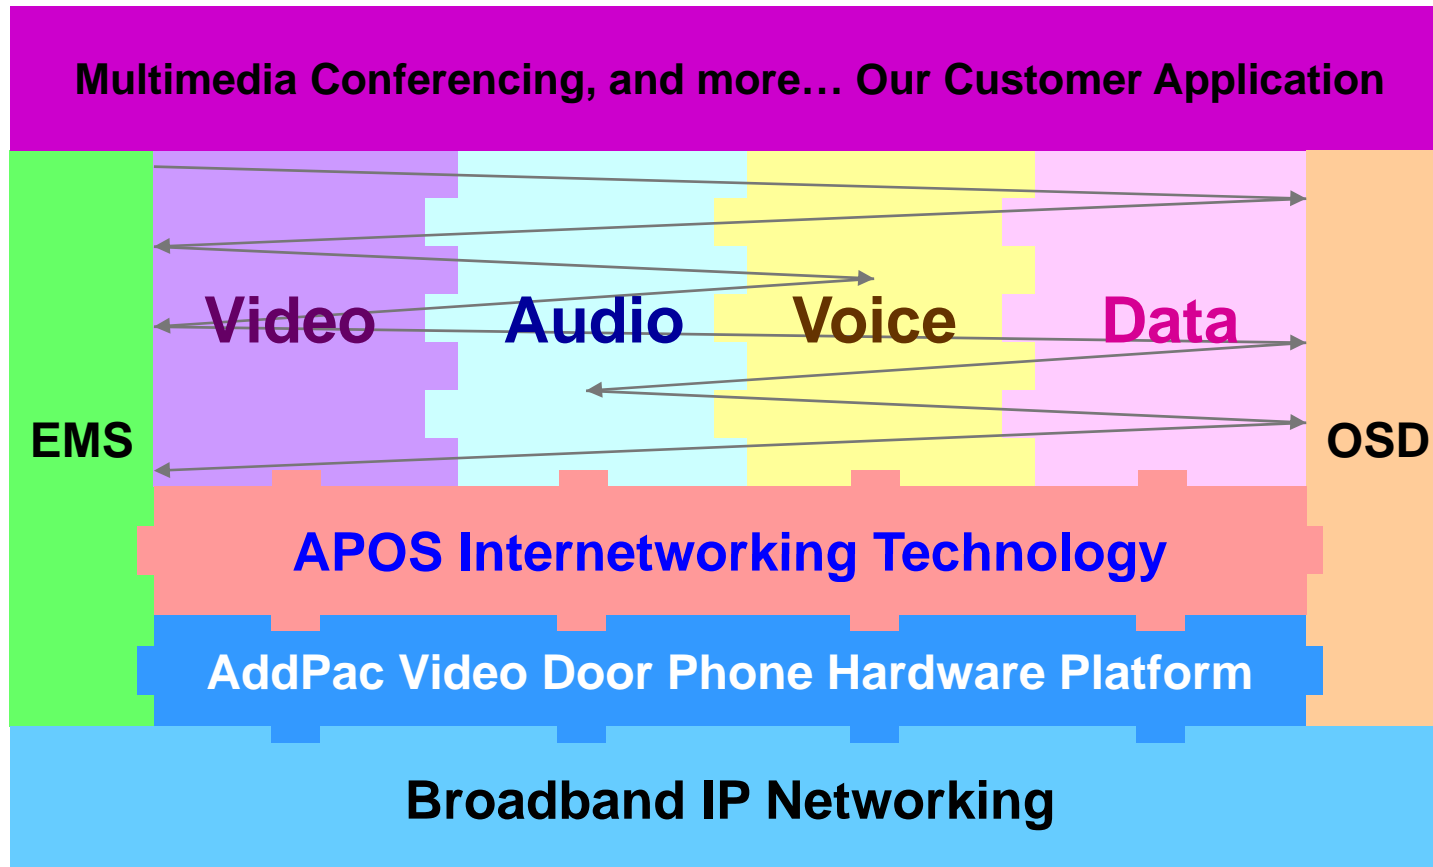 Multimedia Conferencing, and more… Our Customer Application
Video
Audio
Voice
Data
EMS
OSD
APOS Internetworking Technology
AddPac Video Door Phone Hardware Platform
Broadband IP Networking